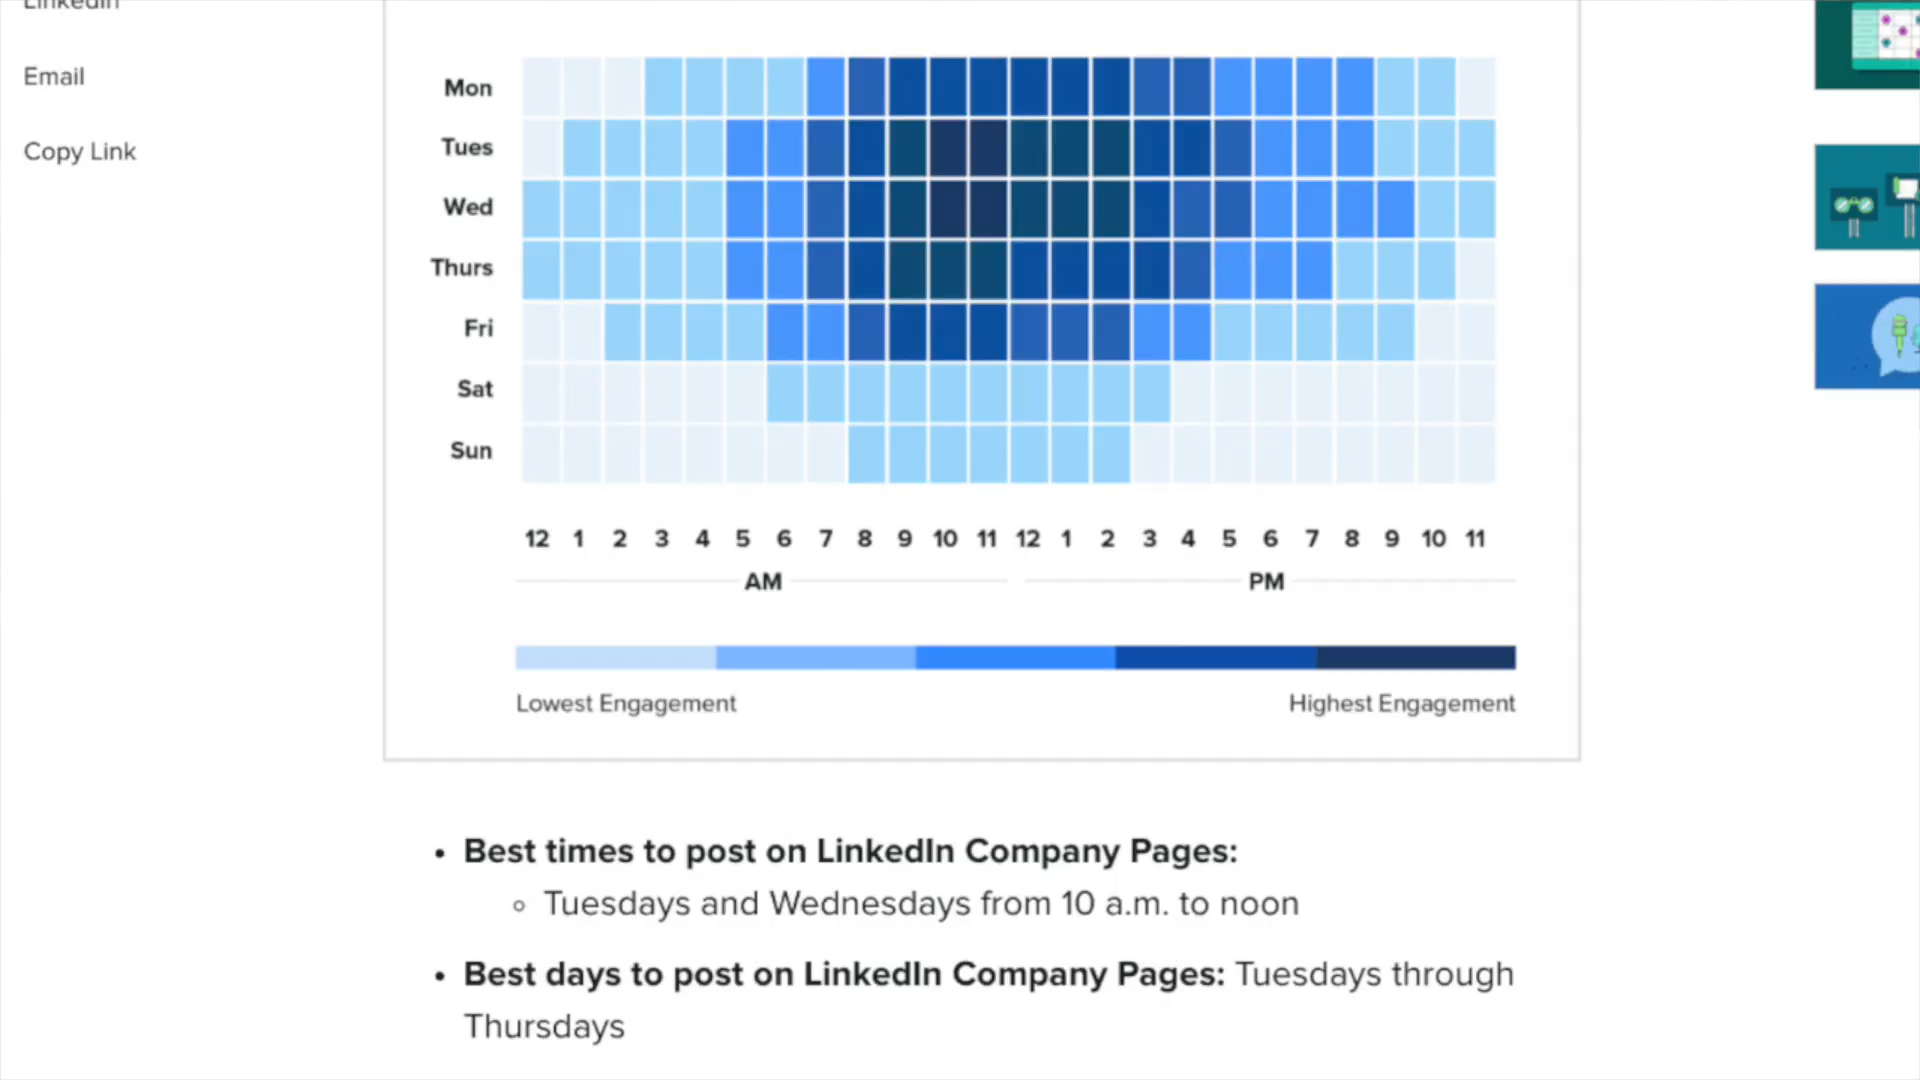 LinkedIn
Email
Copy Link
Mon
Tues
Wed
Thurs
Fri
Sat
Sun
12 1 2 3 4 5 6 7 8 9 10 11 12 1 2 3 4 5 6 7 8 9 10 11
AM PM
Lowest Engagement Highest Engagement
• Best times to post on LinkedIn Company Pages:
◦ Tuesdays and Wednesdays from 10 a.m. to noon
• Best days to post on LinkedIn Company Pages: Tuesdays through
Thursdays